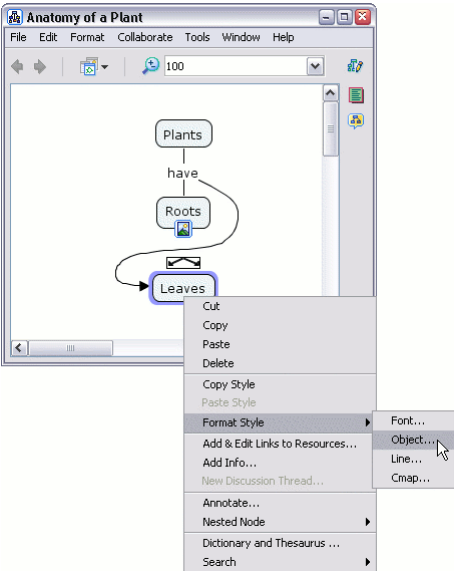 Anatomy of a Plant
File Edit Format Collaborate Tools Window Help
100
Plants
have
Roots
Leaves
Cut
Copy
Paste
Delete
Copy Style
Paste Style
Format Style
Font...
Object...
Add & Edit Links to Resources...
Line...
Add Info...
Cmap...
New Discussion Thread...
Annotate...
Nested Node
Dictionary and Thesaurus ...
Search